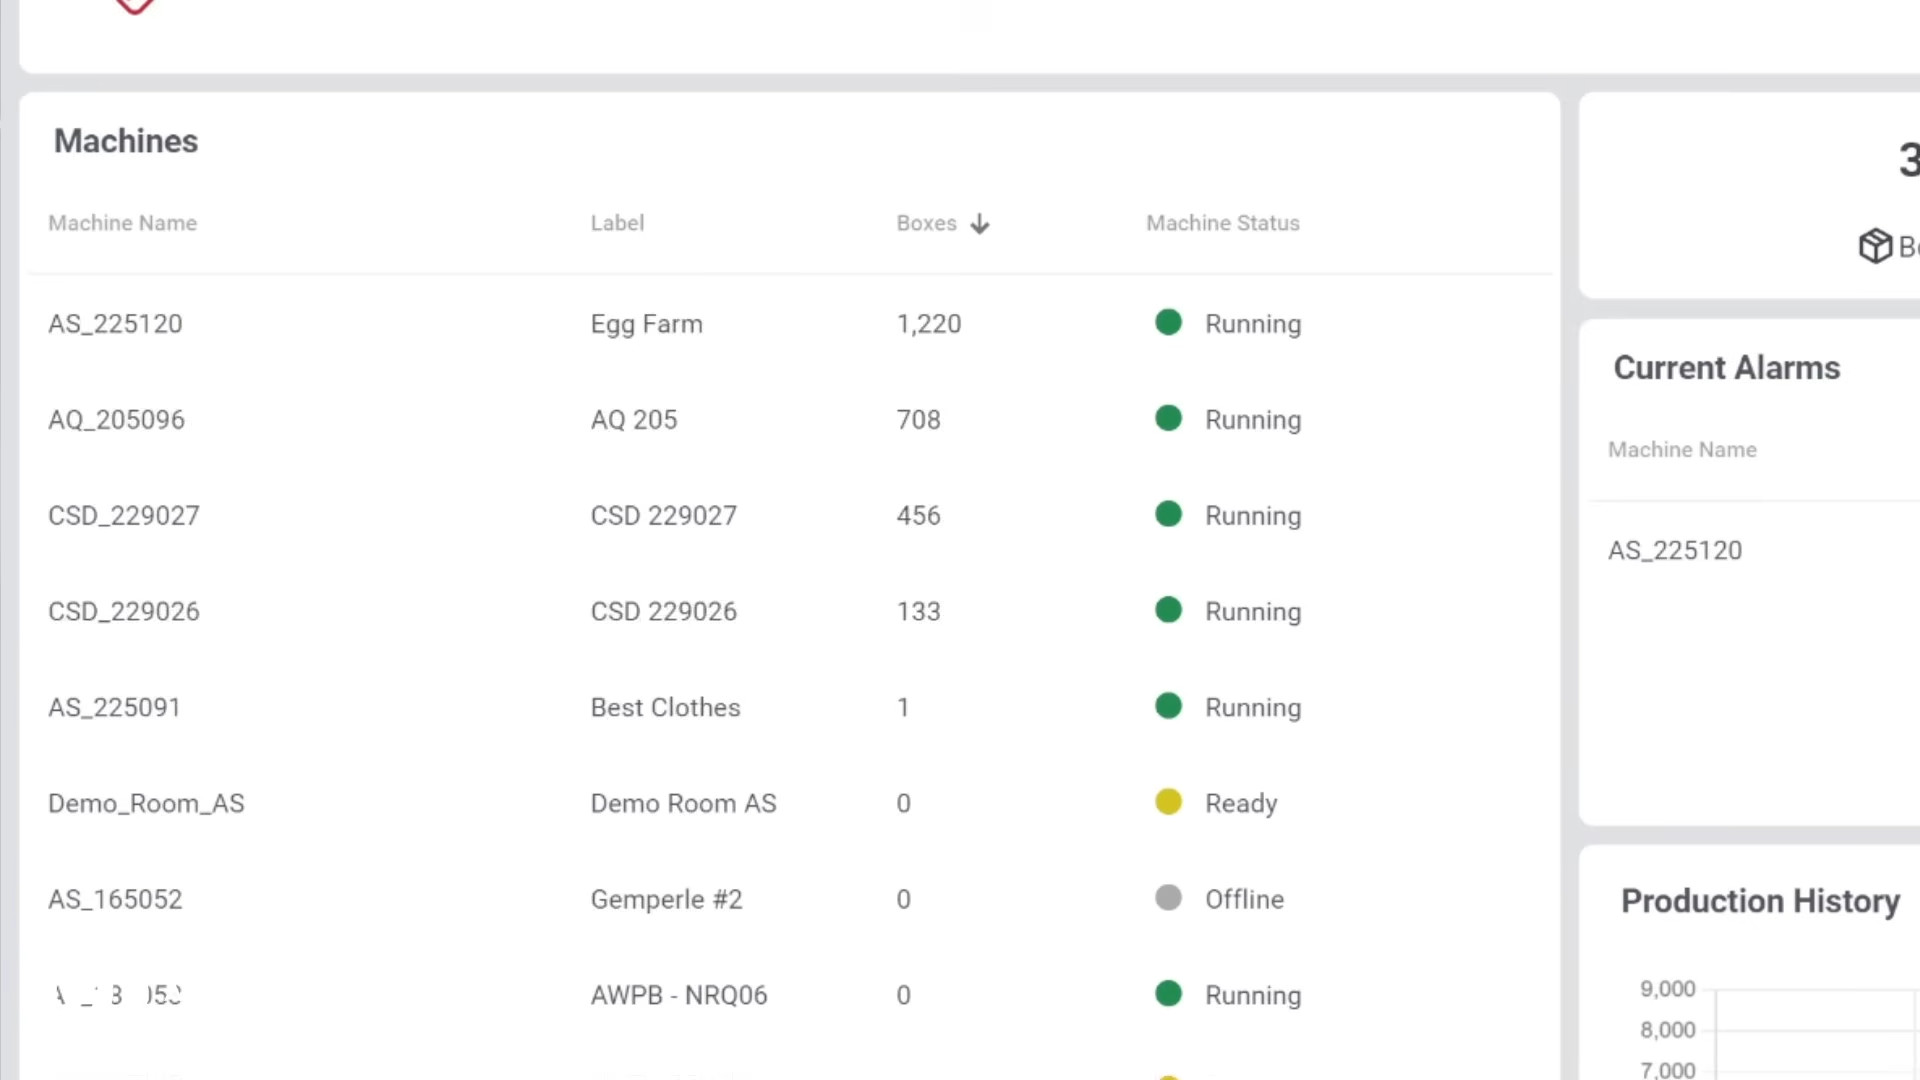 Machines
Machine Name Label Boxes Machine Status
AS_225120 Egg Farm 1,220 Running
AQ_205096 AQ 205 708 Running
CSD_229027 CSD 229027 456 Running
CSD_229026 CSD 229026 133 Running
AS_225091 Best Clothes 1 Running
Demo_Room_AS Demo Room AS 0 Ready
AS_165052 Gemperle #2 0 Offline
AWPB - NRQ06 0 Running
3
Current Alarms
Machine Name
AS_225120
Production History
9,000
8,000
7,000